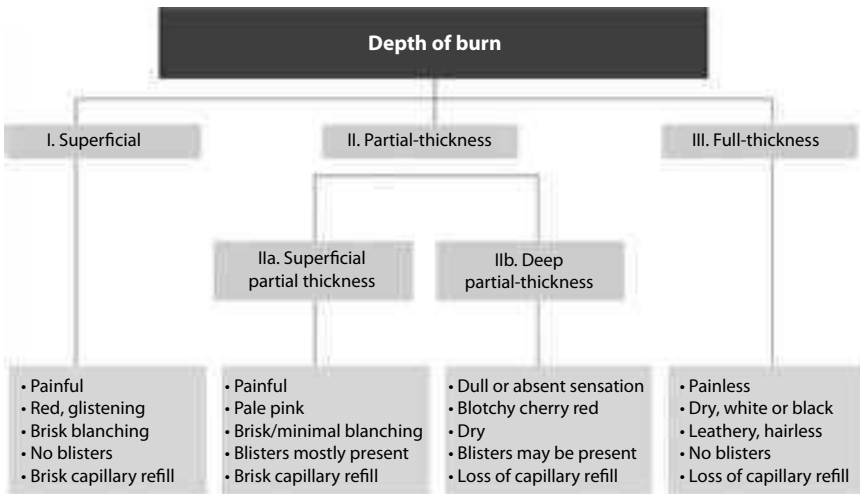 Depth of burn
I. Superficial
II. Partial-thickness
III. Full-thickness
IIa. Superficial
partial thickness
IIb. Deep
partial-thickness
• Painful
• Red, glistening
• Brisk blanching
• No blisters
• Brisk capillary refill
• Painful
• Pale pink
• Brisk/minimal blanching
• Blisters mostly present
• Brisk capillary refill
• Dull or absent sensation
• Blotchy cherry red
• Dry
• Blisters may be present
• Loss of capillary refill
• Painless
• Dry, white or black
• Leathery, hairless
• No blisters
• Loss of capillary refill